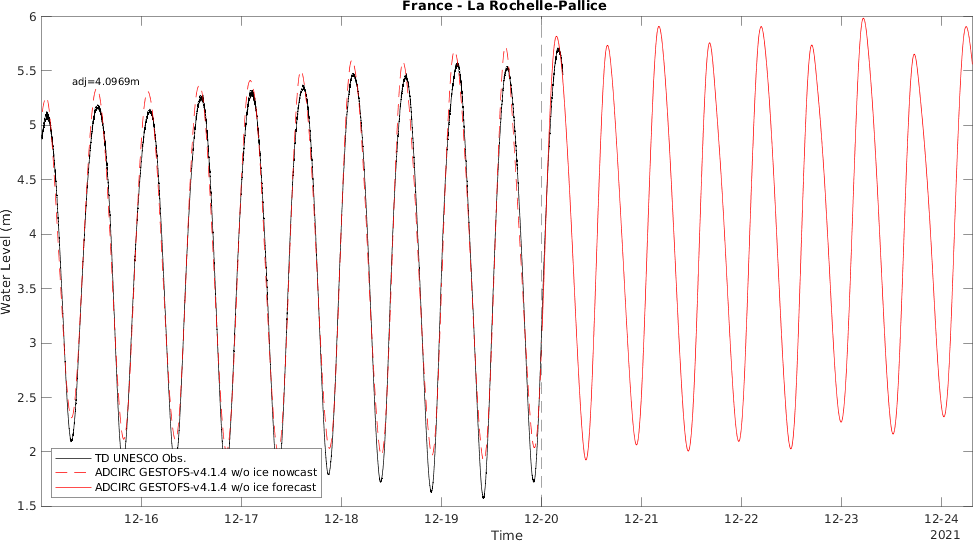 France - La Rochelle-Pallice
adj=4.0969m
6
5.5
5
4.5
4
3.5
3
2.5
2
1.5
Water Level (m)
TD UNESCO Obs.
ADCIRC GESTOFS-v4.1.4 w/o ice nowcast
ADCIRC GESTOFS-v4.1.4 w/o ice forecast
12-16 12-17 12-18 12-19 12-20 12-21 12-22 12-23 12-24
Time 2021